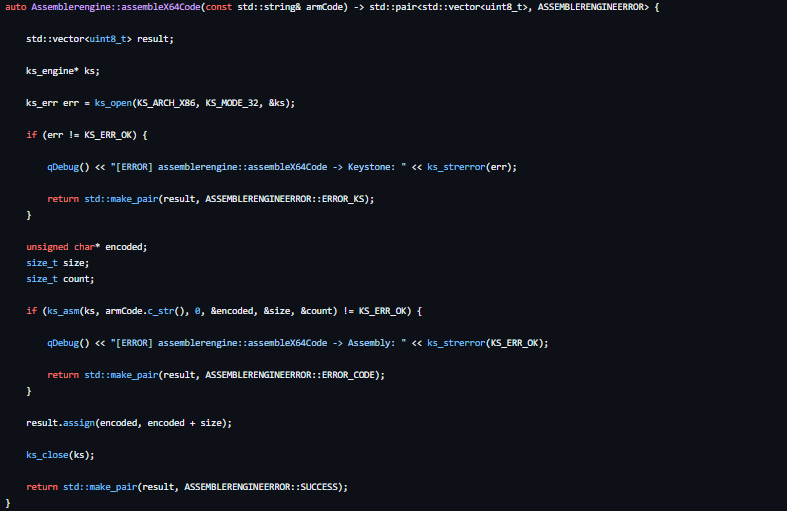 auto Assemblerengine::assembleX64Code(const std::string& armCode) -> std::pair<std::vector<uint8_t>, ASSEMBLERENGINEERROR> {
std::vector<uint8_t> result;
ks_engine* ks;
ks_err err = ks_open(KS_ARCH_X86, KS_MODE_32, &ks);
if (err != KS_ERR_OK) {
qDebug() << "[ERROR] assemblerengine::assembleX64Code -> Keystone: " << ks_strerror(err);
return std::make_pair(result, ASSEMBLERENGINEERROR::ERROR_KS);
}
unsigned char* encoded;
size_t size;
size_t count;
if (ks_asm(ks, armCode.c_str(), 0, &encoded, &size, &count) != KS_ERR_OK) {
qDebug() << "[ERROR] assemblerengine::assembleX64Code -> Assembly: " << ks_strerror(KS_ERR_OK);
return std::make_pair(result, ASSEMBLERENGINEERROR::ERROR_CODE);
}
result.assign(encoded, encoded + size);
ks_close(ks);
return std::make_pair(result, ASSEMBLERENGINEERROR::SUCCESS);
}